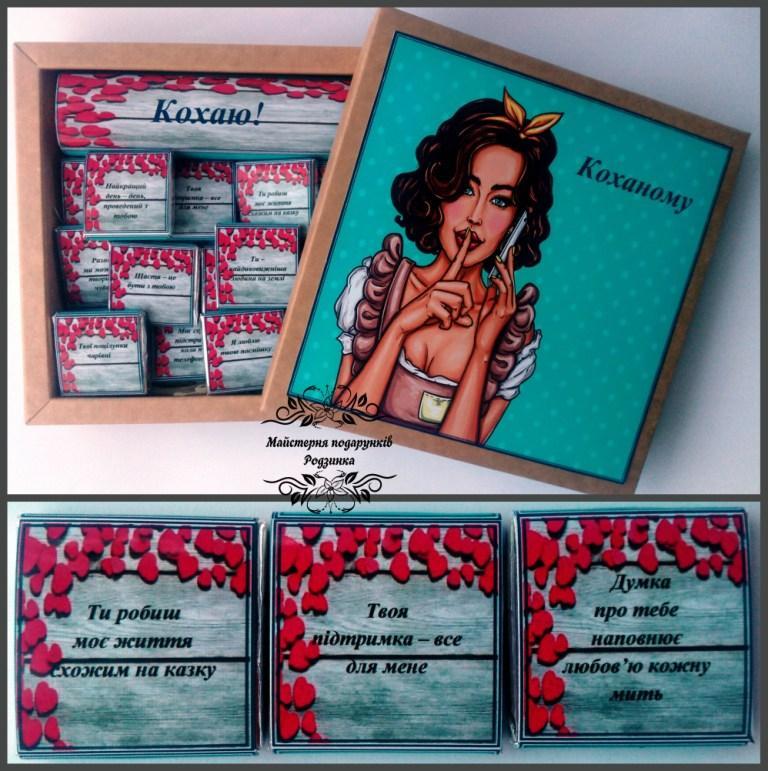 Кохаю!
Коханому
Найкращий
день – день,
проведений з
тобою
Твоя
підтримка – все
для мене
Ти робиш
моє життя
схожим на казку
Щастя – це
бути з тобою
Ти –
найдивовижніша
людина на землі
Твої поцілунки
чарівні
Я люблю
твою посмішку
Майстерня подарунків
Родзинка
Ти робиш
моє життя
схожим на казку
Твоя
підтримка – все
для мене
Думка
про тебе
наповнює
любов’ю кожну
мить